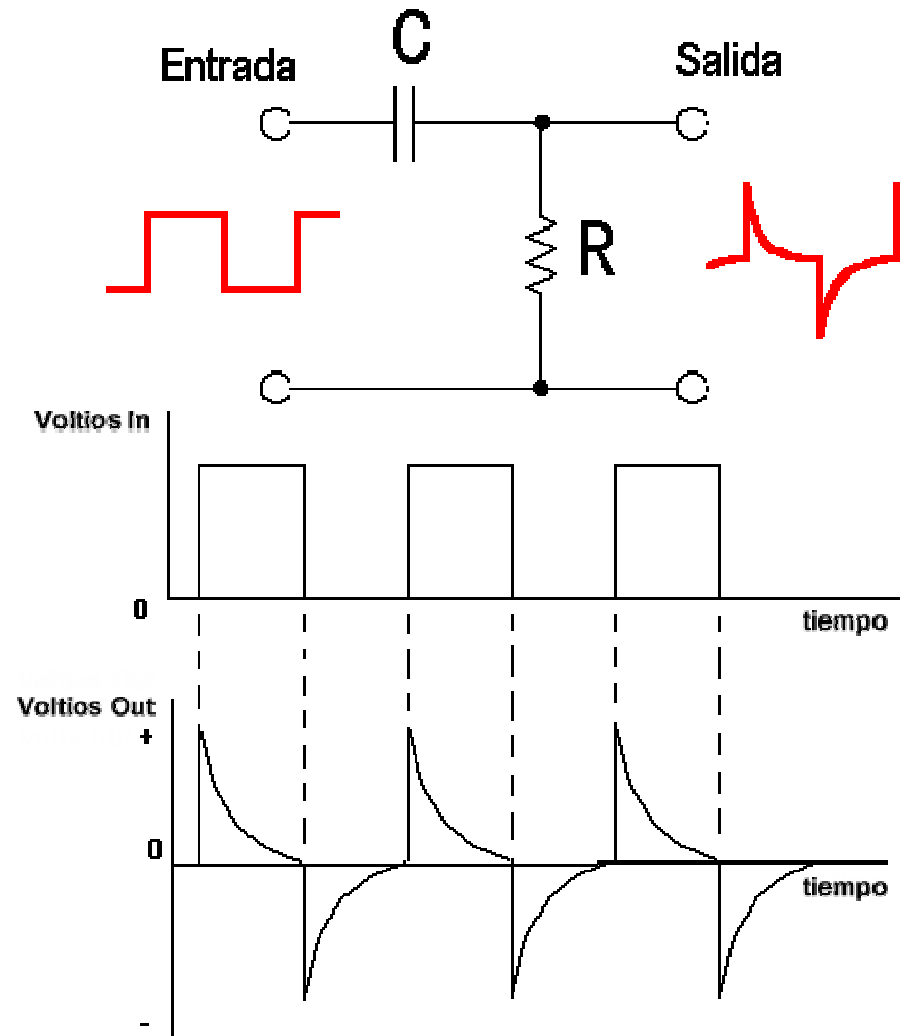 C
Entrada
Salida
R
Voltios In
0
tiempo
Voltios Out
+
0
tiempo
-